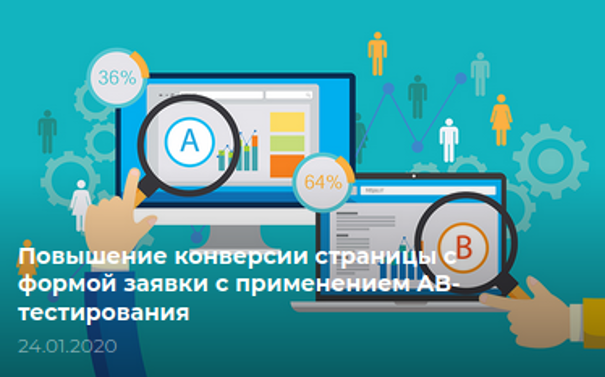 36%
A
64%
B
Повышение конверсии страницы с
формой заявки с применением АВ-
тестирования
24.01.2020